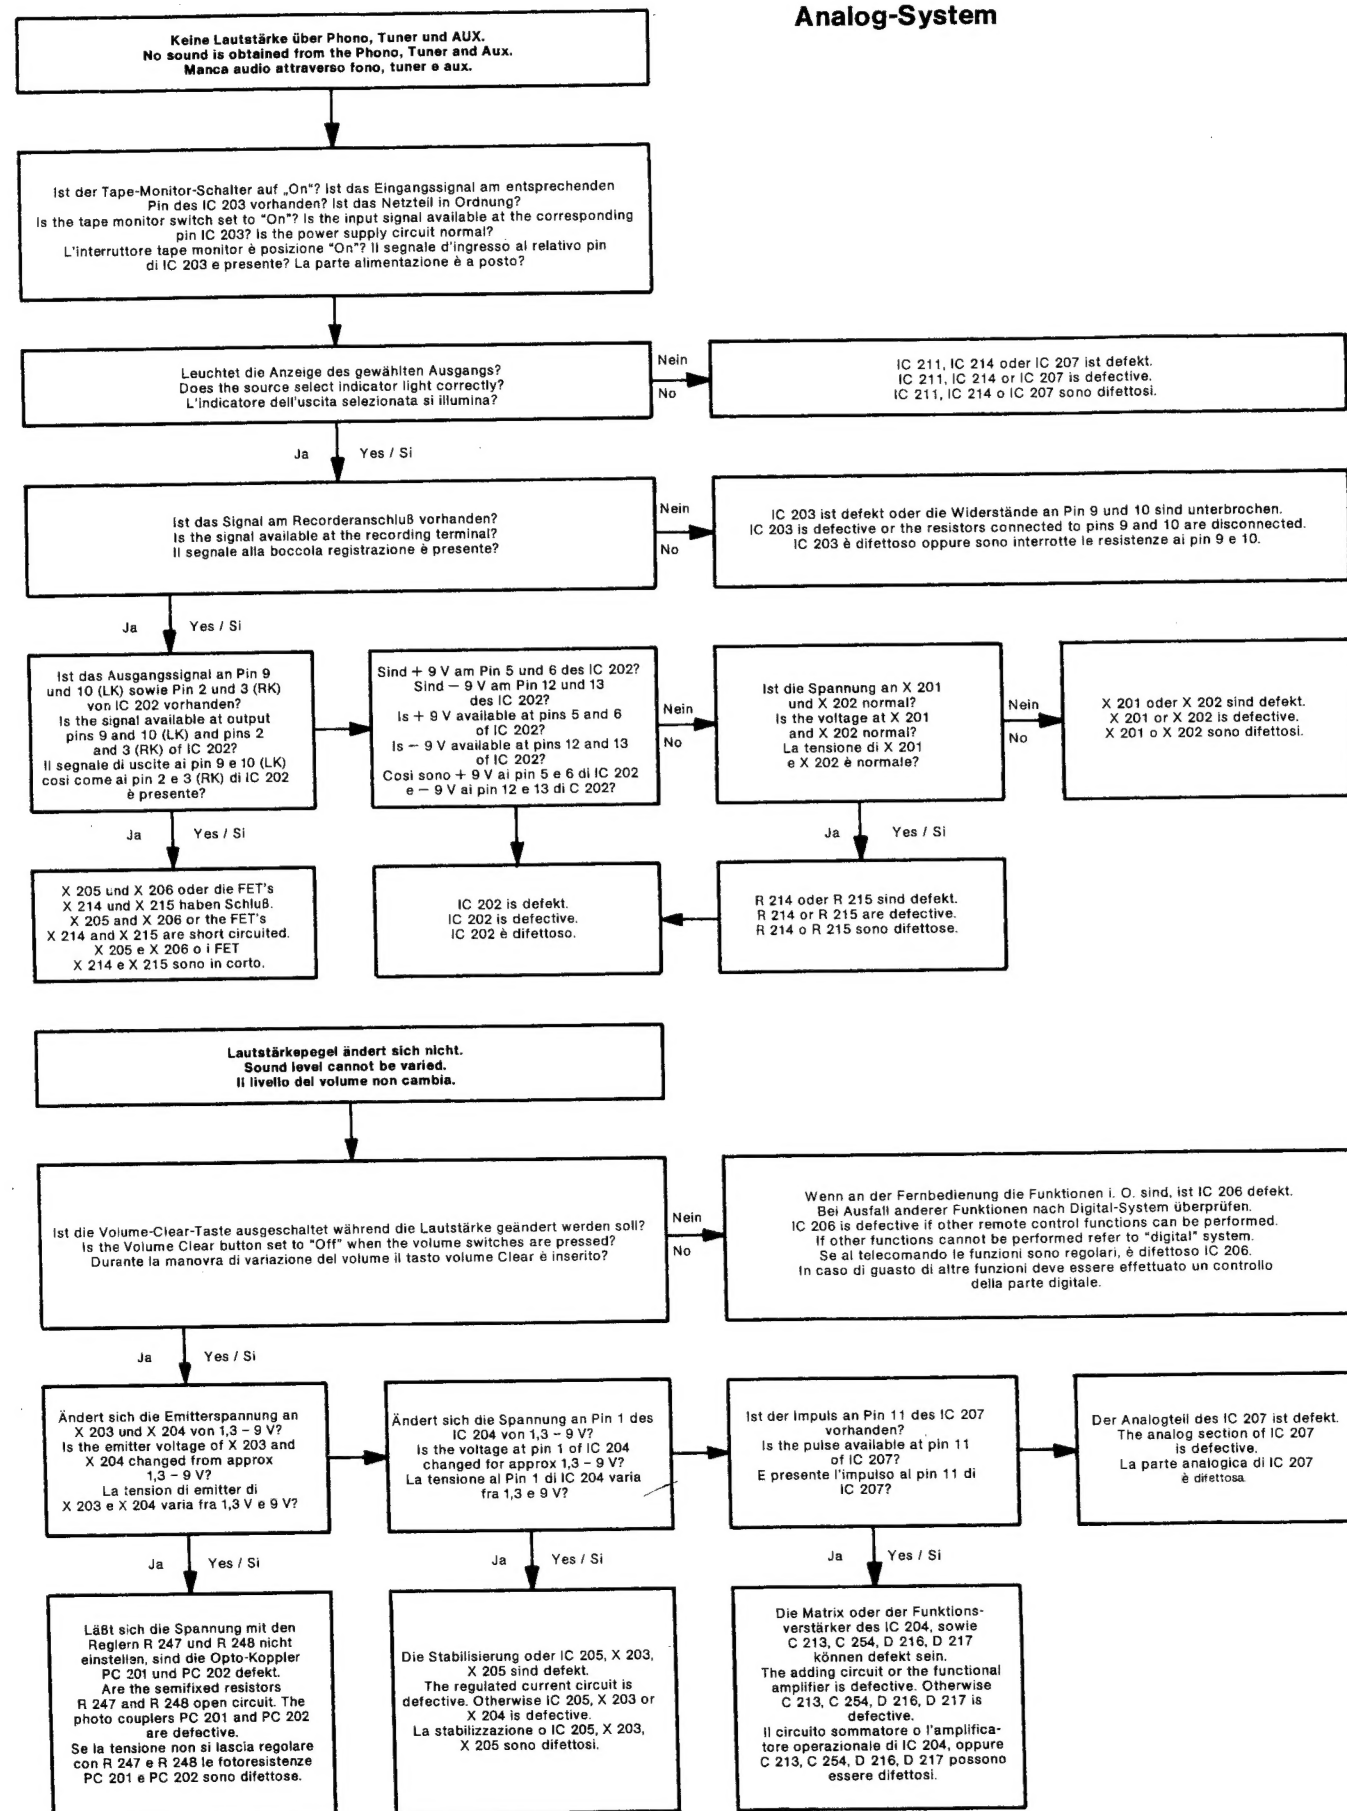 Analog-System
Keine Lautstärke über Phono, Tuner und AUX.
No sound is obtained from the Phono, Tuner and Aux.
Manca audio attraverso fono, tuner e aux.
Ist der Tape-Monitor-Schalter auf „On“? Ist das Eingangssignal am entsprechenden
Pin des IC 203 vorhanden? Ist das Netzteil in Ordnung?
Is the tape monitor switch set to “On”? Is the input signal available at the corresponding
pin IC 203? Is the power supply circuit normal?
L'interruttore tape monitor è posizione “On”? Il segnale d'ingresso al relativo pin
di IC 203 e presente? La parte alimentazione è a posto?
Leuchtet die Anzeige des gewählten Ausgangs?
Does the source select indicator light correctly?
L'indicatore dell'uscita selezionata si illumina?
Nein
No
IC 211, IC 214 oder IC 207 ist defekt.
IC 211, IC 214 or IC 207 is defective.
IC 211, IC 214 o IC 207 sono difettosi.
Ja Yes / Si
Ist das Signal am Recorderanschluß vorhanden?
Is the signal available at the recording terminal?
Il segnale alla boccola registrazione è presente?
Nein
No
IC 203 ist defekt oder die Widerstände an Pin 9 und 10 sind unterbrochen.
IC 203 is defective or the resistors connected to pins 9 and 10 are disconnected.
IC 203 è difettoso oppure sono interrotte le resistenze ai pin 9 e 10.
Ja Yes / Si
Ist das Ausgangssignal an Pin 9
und 10 (LK) sowie Pin 2 und 3 (RK)
von IC 202 vorhanden?
Is the signal available at output
pins 9 and 10 (LK) and pins 2
and 3 (RK) of IC 202?
Il segnale di uscite ai pin 9 e 10 (LK)
cosi come ai pin 2 e 3 (RK) di IC 202
è presente?
Sind + 9 V am Pin 5 und 6 des IC 202?
Sind − 9 V am Pin 12 und 13
des IC 202?
Is + 9 V available at pins 5 and 6
of IC 202?
Is − 9 V available at pins 12 and 13
of IC 202?
Cosi sono + 9 V ai pin 5 e 6 di IC 202
e − 9 V ai pin 12 e 13 di C 202?
Nein
No
Ist die Spannung an X 201
und X 202 normal?
Is the voltage at X 201
and X 202 normal?
La tensione di X 201
e X 202 è normale?
Nein
No
X 201 oder X 202 sind defekt.
X 201 or X 202 is defective.
X 201 o X 202 sono difettosi.
Ja Yes / Si
Ja Yes / Si
X 205 und X 206 oder die FET's
X 214 und X 215 haben Schluß.
X 205 and X 206 or the FET's
X 214 and X 215 are short circuited.
X 205 e X 206 o i FET
X 214 e X 215 sono in corto.
IC 202 is defekt.
IC 202 is defective.
IC 202 è difettoso.
R 214 oder R 215 sind defekt.
R 214 or R 215 are defective.
R 214 o R 215 sono difettose.
Lautstärkepegel ändert sich nicht.
Sound level cannot be varied.
Il livello del volume non cambia.
Ist die Volume-Clear-Taste ausgeschaltet während die Lautstärke geändert werden soll?
Is the Volume Clear button set to “Off” when the volume switches are pressed?
Durante la manovra di variazione del volume il tasto volume Clear è inserito?
Nein
No
Wenn an der Fernbedienung die Funktionen i. O. sind, ist IC 206 defekt.
Bei Ausfall anderer Funktionen nach Digital-System überprüfen.
IC 206 is defective if other remote control functions can be performed.
If other functions cannot be performed refer to “digital” system.
Se al telecomando le funzioni sono regolari, è difettoso IC 206.
In caso di guasto di altre funzioni deve essere effettuato un controllo
della parte digitale.
Ja Yes / Si
Ändert sich die Emitterspannung an
X 203 und X 204 von 1,3 – 9 V?
Is the emitter voltage of X 203 and
X 204 changed from approx
1,3 – 9 V?
La tension di emitter di
X 203 e X 204 varia fra 1,3 V e 9 V?
Ändert sich die Spannung an Pin 1 des
IC 204 von 1,3 – 9 V?
Is the voltage at pin 1 of IC 204
changed for approx 1,3 – 9 V?
La tensione al Pin 1 di IC 204 varia
fra 1,3 e 9 V?
Ist der Impuls an Pin 11 des IC 207
vorhanden?
Is the pulse available at pin 11
of IC 207?
E presente l'impulso al pin 11 di
IC 207?
Der Analogteil des IC 207 ist defekt.
The analog section of IC 207
is defective.
La parte analogica di IC 207
è difettosa.
Ja Yes / Si
Ja Yes / Si
Ja Yes / Si
Läßt sich die Spannung mit den
Reglern R 247 und R 248 nicht
einstellen, sind die Opto-Koppler
PC 201 und PC 202 defekt.
Are the semifixed resistors
R 247 and R 248 open circuit. The
photo couplers PC 201 and PC 202
are defective.
Se la tensione non si lascia regolare
con R 247 e R 248 le fotoresistenze
PC 201 e PC 202 sono difettose.
Die Stabilisierung oder IC 205, X 203,
X 205 sind defekt.
The regulated current circuit is
defective. Otherwise IC 205, X 203 or
X 204 is defective.
La stabilizzazione o IC 205, X 203,
X 205 sono difettosi.
Die Matrix oder der Funktions-
verstärker des IC 204, sowie
C 213, C 254, D 216, D 217
können defekt sein.
The adding circuit or the functional
amplifier is defective. Otherwise
C 213, C 254, D 216, D 217 is
defective.
Il circuito sommatore o l'amplifica-
tore operazionale di IC 204, oppure
C 213, C 254, D 216, D 217 possono
essere difettosi.